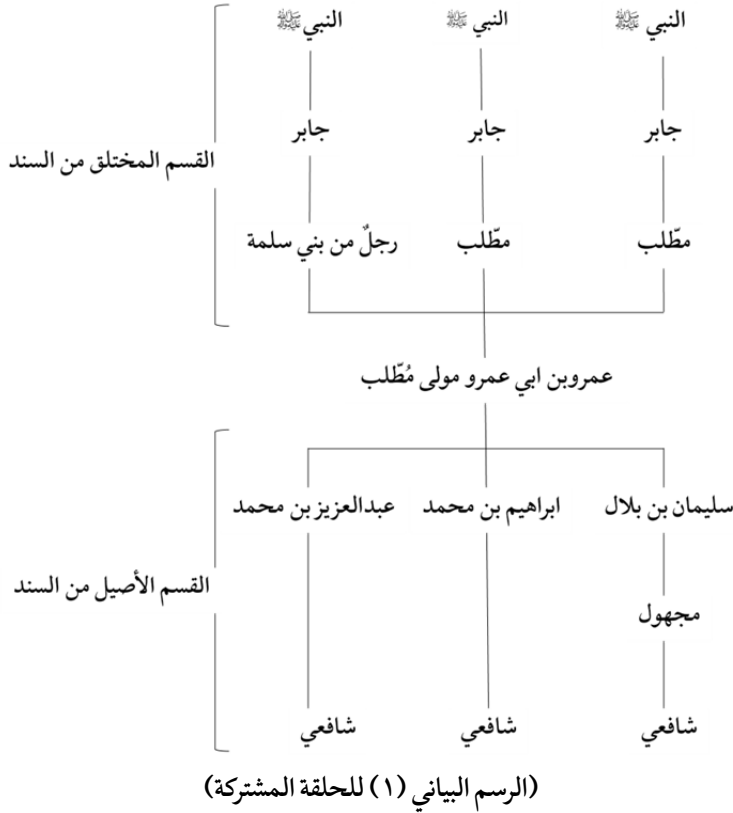 النبي ﷺ النبي ﷺ النبي ﷺ
جابر جابر جابر
القسم المختلق من السند
مطّلب مطّلب رجلٌ من بني سلمة
عمروبن ابي عمرو مولى مُطّلب
سليمان بن بلال ابراهيم بن محمد عبدالعزيز بن محمد
القسم الأصيل من السند
مجهول
شافعي شافعي شافعي
(الرسم البياني (١) للحلقة المشتركة)